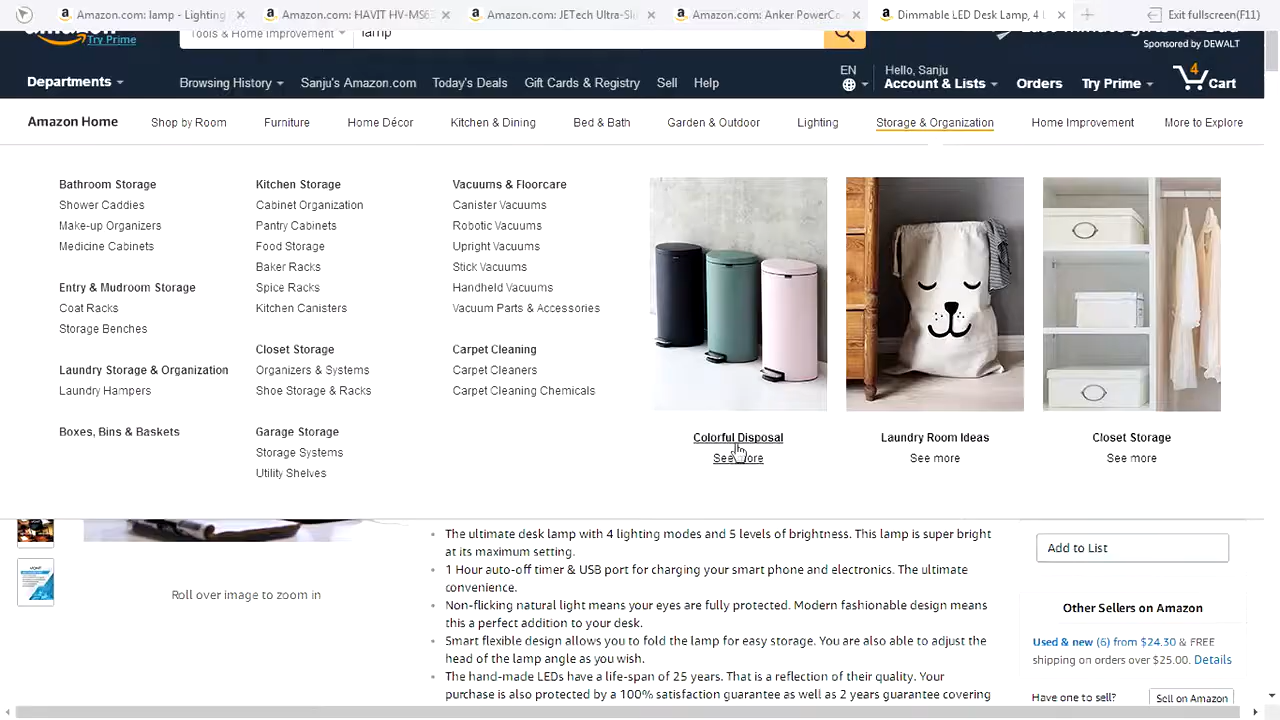 Amazon.com: lamp - Lighting
Amazon.com: HAVIT HV-MS63
Amazon.com: JETech Ultra-Sli
Amazon.com: Anker PowerCo
Dimmable LED Desk Lamp, 4 L
Exit fullscreen(F11)
amazon
Try Prime
Tools & Home Improvement
lamp
Sponsored by DEWALT
Departments
Browsing History
Sanju's Amazon.com
Today's Deals
Gift Cards & Registry
Sell
Help
EN
Hello, Sanju
Account & Lists
Orders
Try Prime
4
Cart
Amazon Home
Shop by Room
Furniture
Home Décor
Kitchen & Dining
Bed & Bath
Garden & Outdoor
Lighting
Storage & Organization
Home Improvement
More to Explore
Bathroom Storage
Shower Caddies
Make-up Organizers
Medicine Cabinets
Entry & Mudroom Storage
Coat Racks
Storage Benches
Laundry Storage & Organization
Laundry Hampers
Boxes, Bins & Baskets
Kitchen Storage
Cabinet Organization
Pantry Cabinets
Food Storage
Baker Racks
Spice Racks
Kitchen Canisters
Closet Storage
Organizers & Systems
Shoe Storage & Racks
Garage Storage
Storage Systems
Utility Shelves
Vacuums & Floorcare
Canister Vacuums
Robotic Vacuums
Upright Vacuums
Stick Vacuums
Handheld Vacuums
Vacuum Parts & Accessories
Carpet Cleaning
Carpet Cleaners
Carpet Cleaning Chemicals
Colorful Disposal
See more
Laundry Room Ideas
See more
Closet Storage
See more
Roll over image to zoom in
The ultimate desk lamp with 4 lighting modes and 5 levels of brightness. This lamp is super bright
at its maximum setting.
1 Hour auto-off timer & USB port for charging your smart phone and electronics. The ultimate
convenience.
Non-flicking natural light means your eyes are fully protected. Modern fashionable design means
this a perfect addition to your desk.
Smart flexible design allows you to fold the lamp for easy storage. You are also able to adjust the
head of the lamp angle as you wish.
The hand-made LEDs have a life-span of 25 years. That is a reflection of their quality. Your
purchase is also protected by a 100% satisfaction guarantee as well as 2 years guarantee covering
Add to List
Other Sellers on Amazon
Used & new (6) from $24.30 & FREE
shipping on orders over $25.00. Details
Have one to sell?
Sell on Amazon